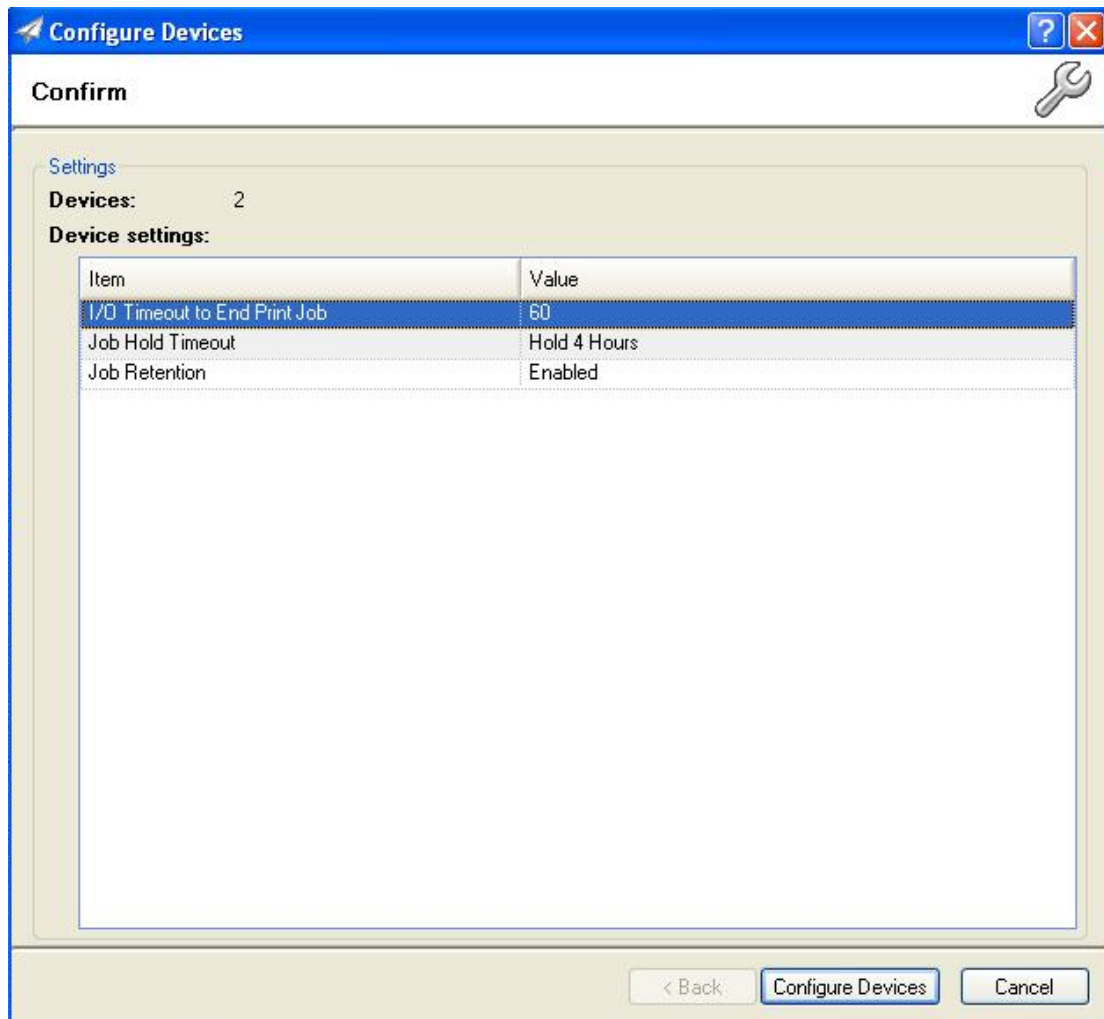 Configure Devices
Confirm
Settings
Devices: 2
Device settings:
Item Value
I/O Timeout to End Print Job 60
Job Hold Timeout Hold 4 Hours
Job Retention Enabled
< Back Configure Devices Cancel